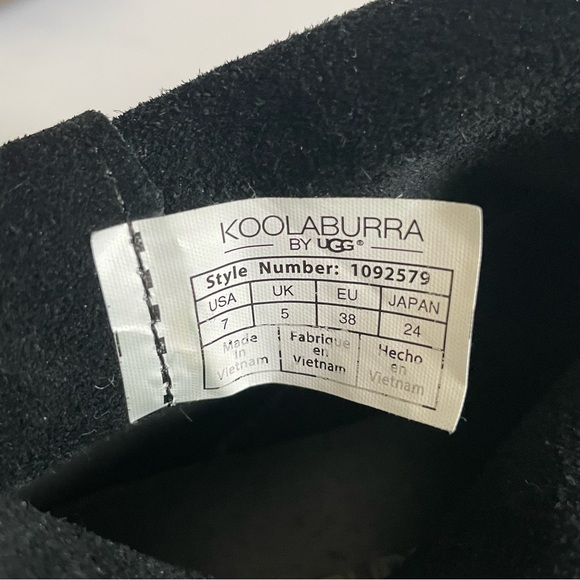 KOOLABURRA
BY UGG®
Style Number: 1092579
USA UK EU JAPAN
7 5 38 24
Made in Vietnam
Fabriqué en Vietnam
Hecho en Vietnam